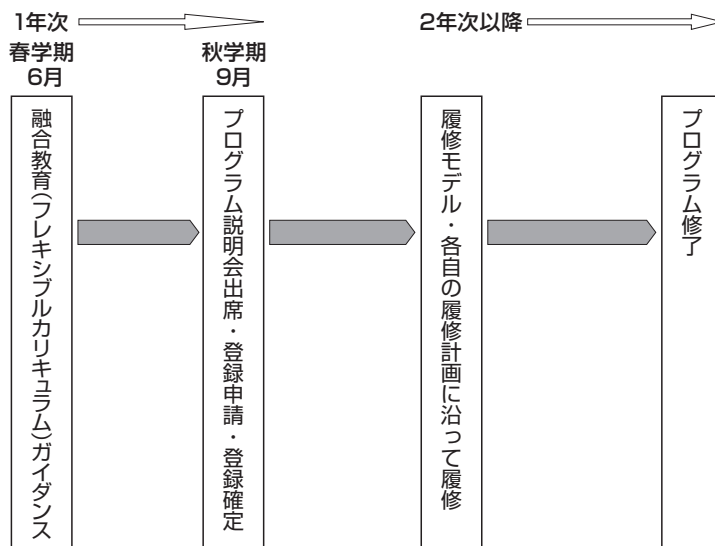 1年次
2年次以降
春学期
6月
秋学期
9月
融合教育(フレキシブルカリキュラム)ガイダンス
プログラム説明会出席・登録申請・登録確定
履修モデル・各自の履修計画に沿って履修
プログラム修了